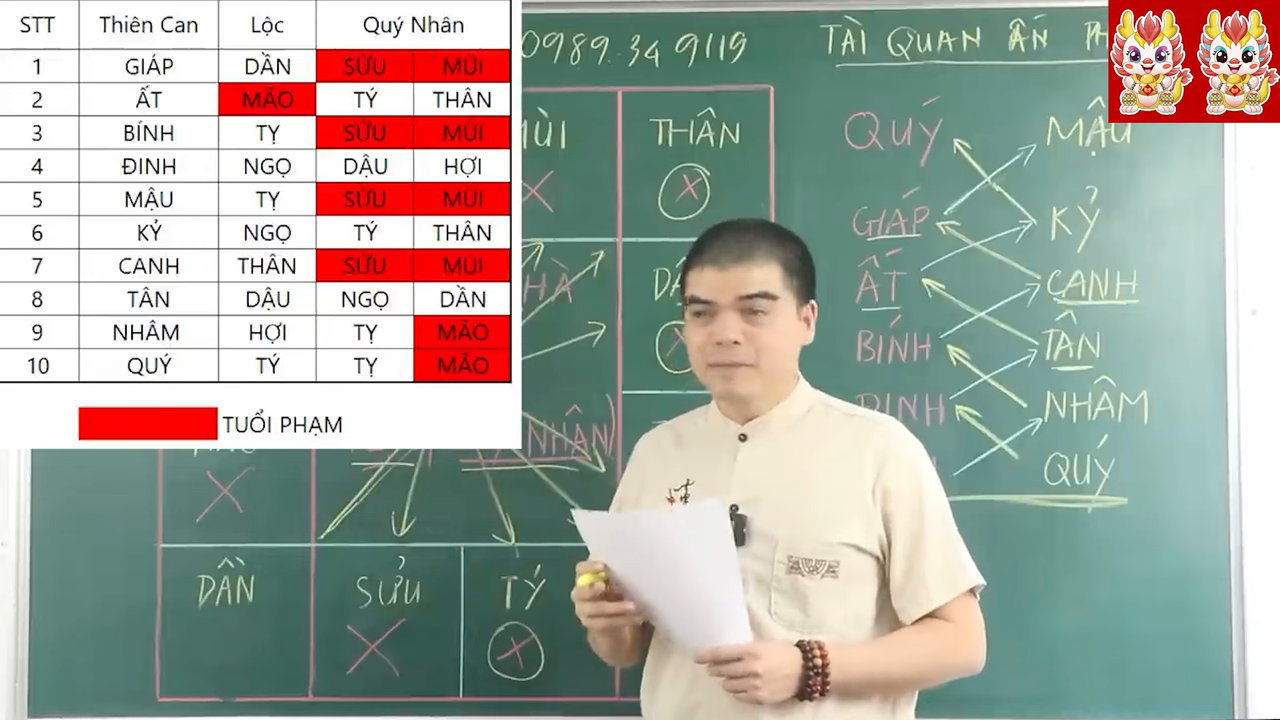 STT Thiên Can Lộc Quý Nhân
1 GIÁP DẦN SỬU MÙI
2 ẤT MÃO TÝ THÂN
3 BÍNH TỴ SỬU MÙI
4 ĐINH NGỌ DẬU HỢI
5 MẬU TỴ SỬU MÙI
6 KỶ NGỌ TÝ THÂN
7 CANH THÂN SỬU MÙI
8 TÂN DẬU NGỌ DẦN
9 NHÂM HỢI TỴ MÃO
10 QUÝ TÝ TỴ MÃO
TUỔI PHẠM
0989.34 9119
TÀI QUAN ẤN
THÂN
NHÂN)
DẦN SỬU TÝ
QUÝ MẬU
GIÁP KỶ
ẤT CANH
BÍNH TÂN
ĐINH NHÂM
QUÝ